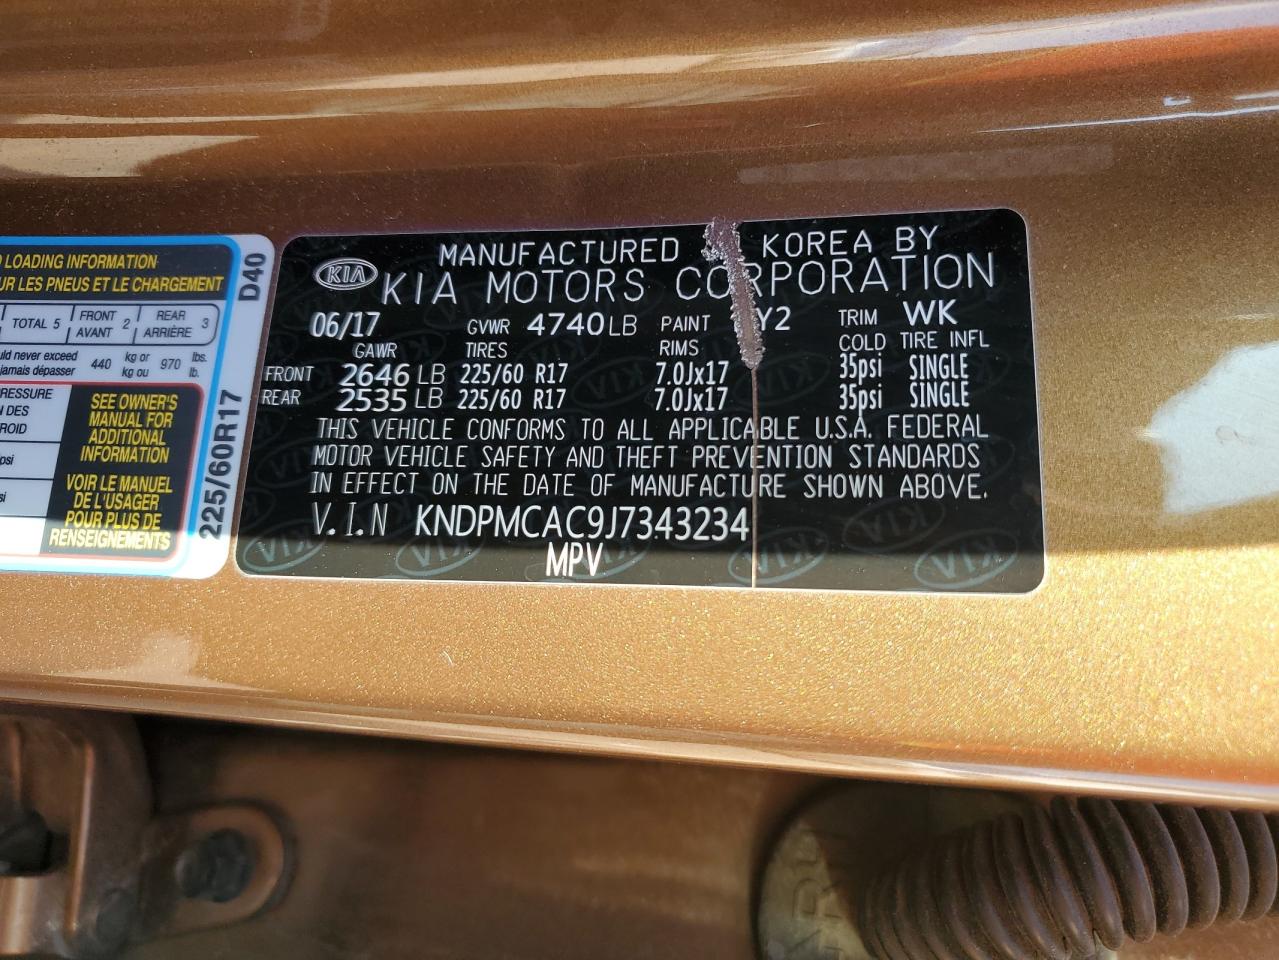 LOADING INFORMATION
UR LES PNEUS ET LE CHARGEMENT
TOTAL 5 FRONT AVANT 2 REAR ARRIÈRE 3
uld never exceed 440 kg or 970 lbs.
jamais dépasser kg ou lb.
RESSURE
N DES
ROID
psi
si
SEE OWNER'S
MANUAL FOR
ADDITIONAL
INFORMATION
VOIR LE MANUEL
DE L'USAGER
POUR PLUS DE
RENSEIGNEMENTS
D40
225/60R17
MANUFACTURED KOREA BY
KIA KIA MOTORS CORPORATION
06/17 GVWR 4740 LB PAINT Y2 TRIM WK
GAWR TIRES RIMS COLD TIRE INFL
FRONT 2646 LB 225/60 R17 7.0Jx17 35psi SINGLE
REAR 2535 LB 225/60 R17 7.0Jx17 35psi SINGLE
THIS VEHICLE CONFORMS TO ALL APPLICABLE U.S.A. FEDERAL
MOTOR VEHICLE SAFETY AND THEFT PREVENTION STANDARDS
IN EFFECT ON THE DATE OF MANUFACTURE SHOWN ABOVE.
V.I.N KNDPMCAC9J7343234
MPV